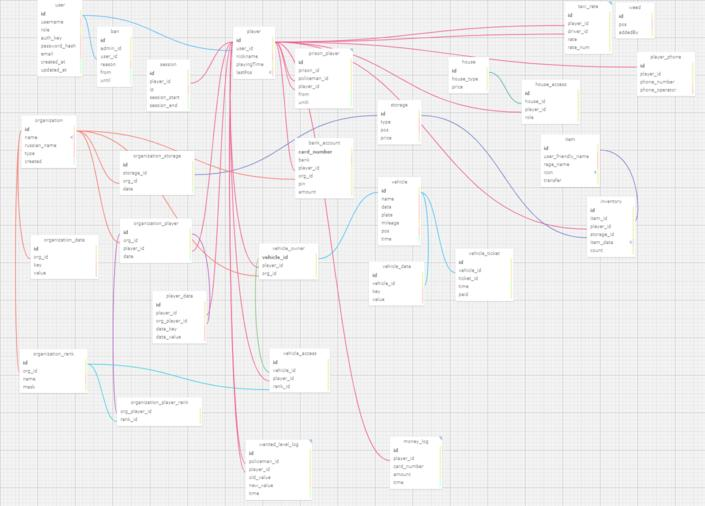 user
id
username
role
auth_key
password_hash
email
created_at
updated_at
ban
id
admin_id
user_id
reason
from
until
session
id
player_id
id
session_start
session_end
player
id
user_id
nickname
playingTime
lastPos
prison_player
id
prison_id
policeman_id
player_id
from
until
taxi_rate
id
player_id
driver_id
rate
rate_num
weed
id
pos
addedBy
house
id
house_type
price
player_phone
id
player_id
phone_number
phone_operator
house_access
id
house_id
player_id
role
storage
id
type
pos
price
organization
id
name
russian_name
type
created
organization_storage
id
storage_id
org_id
date
bank_account
card_number
bank
player_id
org_id
pin
amount
item
id
user_friendly_name
rage_name
icon
transfer
vehicle
id
name
data
plate
mileage
pos
time
inventory
id
item_id
player_id
storage_id
item_data
count
organization_player
id
org_id
player_id
date
organization_data
id
org_id
key
value
vehicle_owner
vehicle_id
player_id
org_id
vehicle_data
id
vehicle_id
key
value
vehicle_ticket
id
vehicle_id
ticket_id
time
paid
player_data
id
player_id
org_player_id
data_key
data_value
organization_rank
id
org_id
name
mask
vehicle_access
id
vehicle_id
player_id
rank_id
organization_player_rank
org_player_id
rank_id
wanted_level_log
id
policeman_id
player_id
old_value
new_value
time
money_log
id
player_id
card_number
amount
time